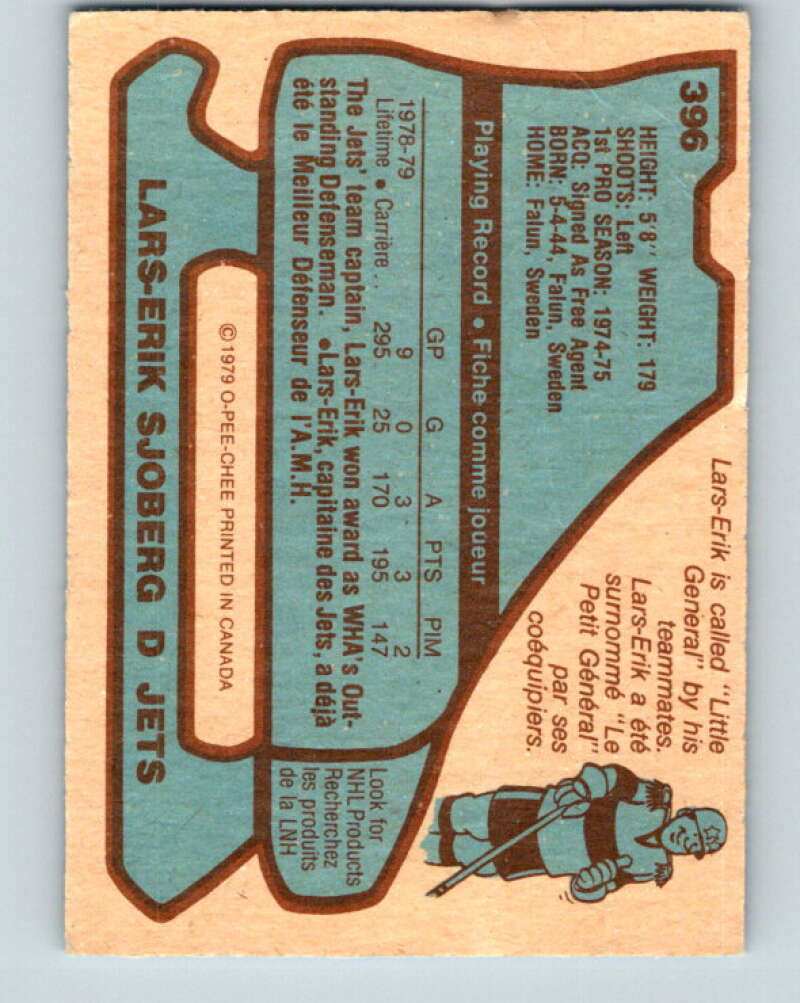 396
HEIGHT: 5'8" WEIGHT: 179
SHOOTS: Left
1st PRO SEASON: 1974-75
ACQ: Signed As Free Agent
BORN: 5-4-44, Falun, Sweden
HOME: Falun, Sweden
Lars-Erik is called "Little
General" by his
teammates.
Lars-Erik a été
surnommé "Le
Petit Général"
par ses
coéquipiers.
Playing Record • Fiche comme joueur
GP G A PTS PIM
1978-79 9 0 3 3 2
Lifetime • Carrière .. 295 25 170 195 147
The Jets' team captain, Lars-Erik won award as WHA's Out-
standing Defenseman. •Lars-Erik, capitaine des Jets, a déjà
été le Meilleur Défenseur de l'A.M.H.
Look for
NHL Products
Recherchez
les produits
de la LNH
©1979 O-PEE-CHEE PRINTED IN CANADA
LARS-ERIK SJOBERG D JETS